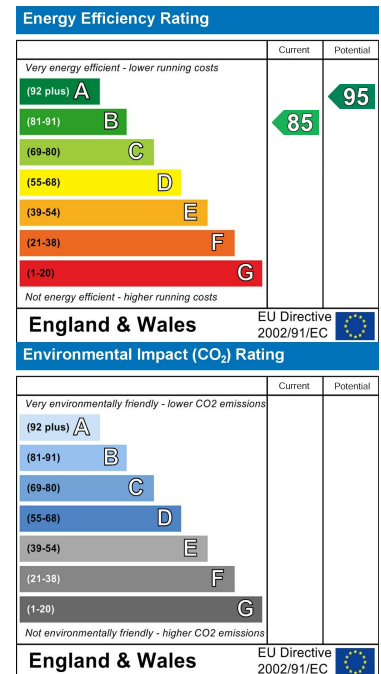 Energy Efficiency Rating
Current Potential
Very energy efficient - lower running costs
(92 plus) A
95
(81-91) B
85
(69-80) C
(55-68) D
(39-54) E
(21-38) F
(1-20) G
Not energy efficient - higher running costs
England & Wales
EU Directive
2002/91/EC
Environmental Impact (CO₂) Rating
Current Potential
Very environmentally friendly - lower CO2 emissions
(92 plus) A
(81-91) B
(69-80) C
(55-68) D
(39-54) E
(21-38) F
(1-20) G
Not environmentally friendly - higher CO2 emissions
England & Wales
EU Directive
2002/91/EC